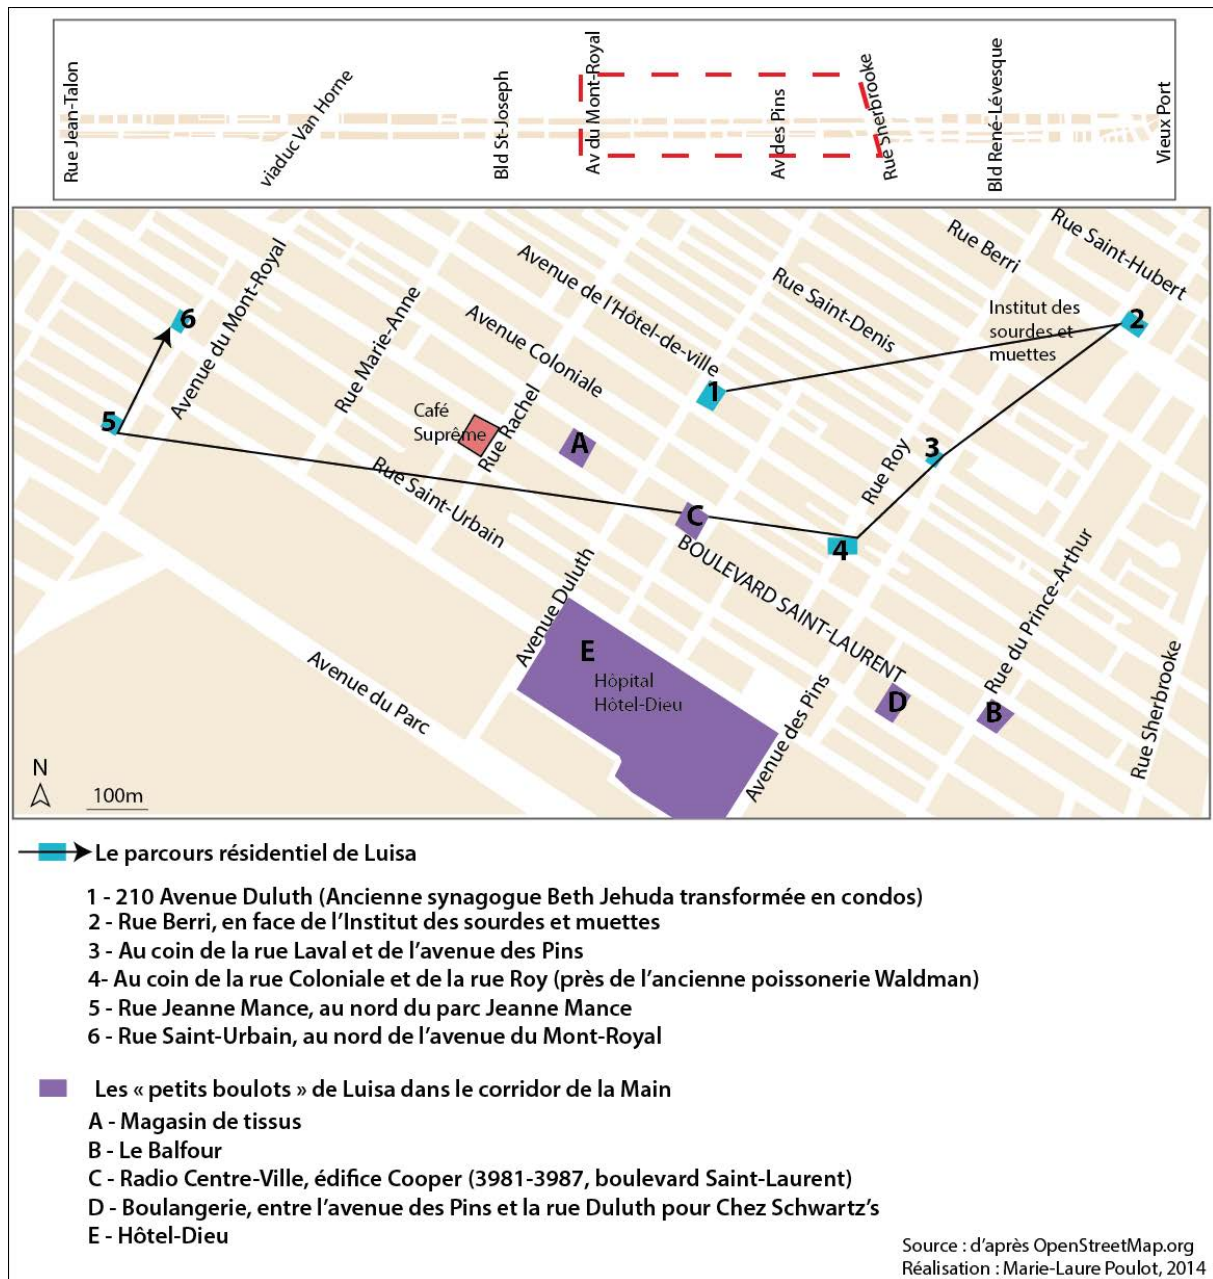 Rue Jean-Talon
viaduc Van Horne
Bld St-Joseph
Av du Mont-Royal
Av des Pins
Rue Sherbrooke
Bld René-Lévesque
Vieux Port
Rue Saint-Hubert
Rue Berri
Avenue de l'Hôtel-de-ville
Rue Saint-Denis
Avenue du Mont-Royal
Rue Marie-Anne
Avenue Coloniale
Institut des
sourdes et
muettes
2
6
1
5
Café
Suprême
Rue Rachel
A
3
Rue Roy
Rue Saint-Urbain
C
4
BOULEVARD SAINT-LAURENT
Avenue Duluth
E
Hôpital
Hôtel-Dieu
Avenue du Parc
Avenue des Pins
D
B
Rue du Prince-Arthur
Rue Sherbrooke
N
100m
Le parcours résidentiel de Luisa
1 - 210 Avenue Duluth (Ancienne synagogue Beth Jehuda transformée en condos)
2 - Rue Berri, en face de l'Institut des sourdes et muettes
3 - Au coin de la rue Laval et de l'avenue des Pins
4- Au coin de la rue Coloniale et de la rue Roy (près de l'ancienne poissonerie Waldman)
5 - Rue Jeanne Mance, au nord du parc Jeanne Mance
6 - Rue Saint-Urbain, au nord de l'avenue du Mont-Royal
Les « petits boulots » de Luisa dans le corridor de la Main
A - Magasin de tissus
B - Le Balfour
C - Radio Centre-Ville, édifice Cooper (3981-3987, boulevard Saint-Laurent)
D - Boulangerie, entre l'avenue des Pins et la rue Duluth pour Chez Schwartz's
E - Hôtel-Dieu
Source : d'après OpenStreetMap.org
Réalisation : Marie-Laure Poulot, 2014